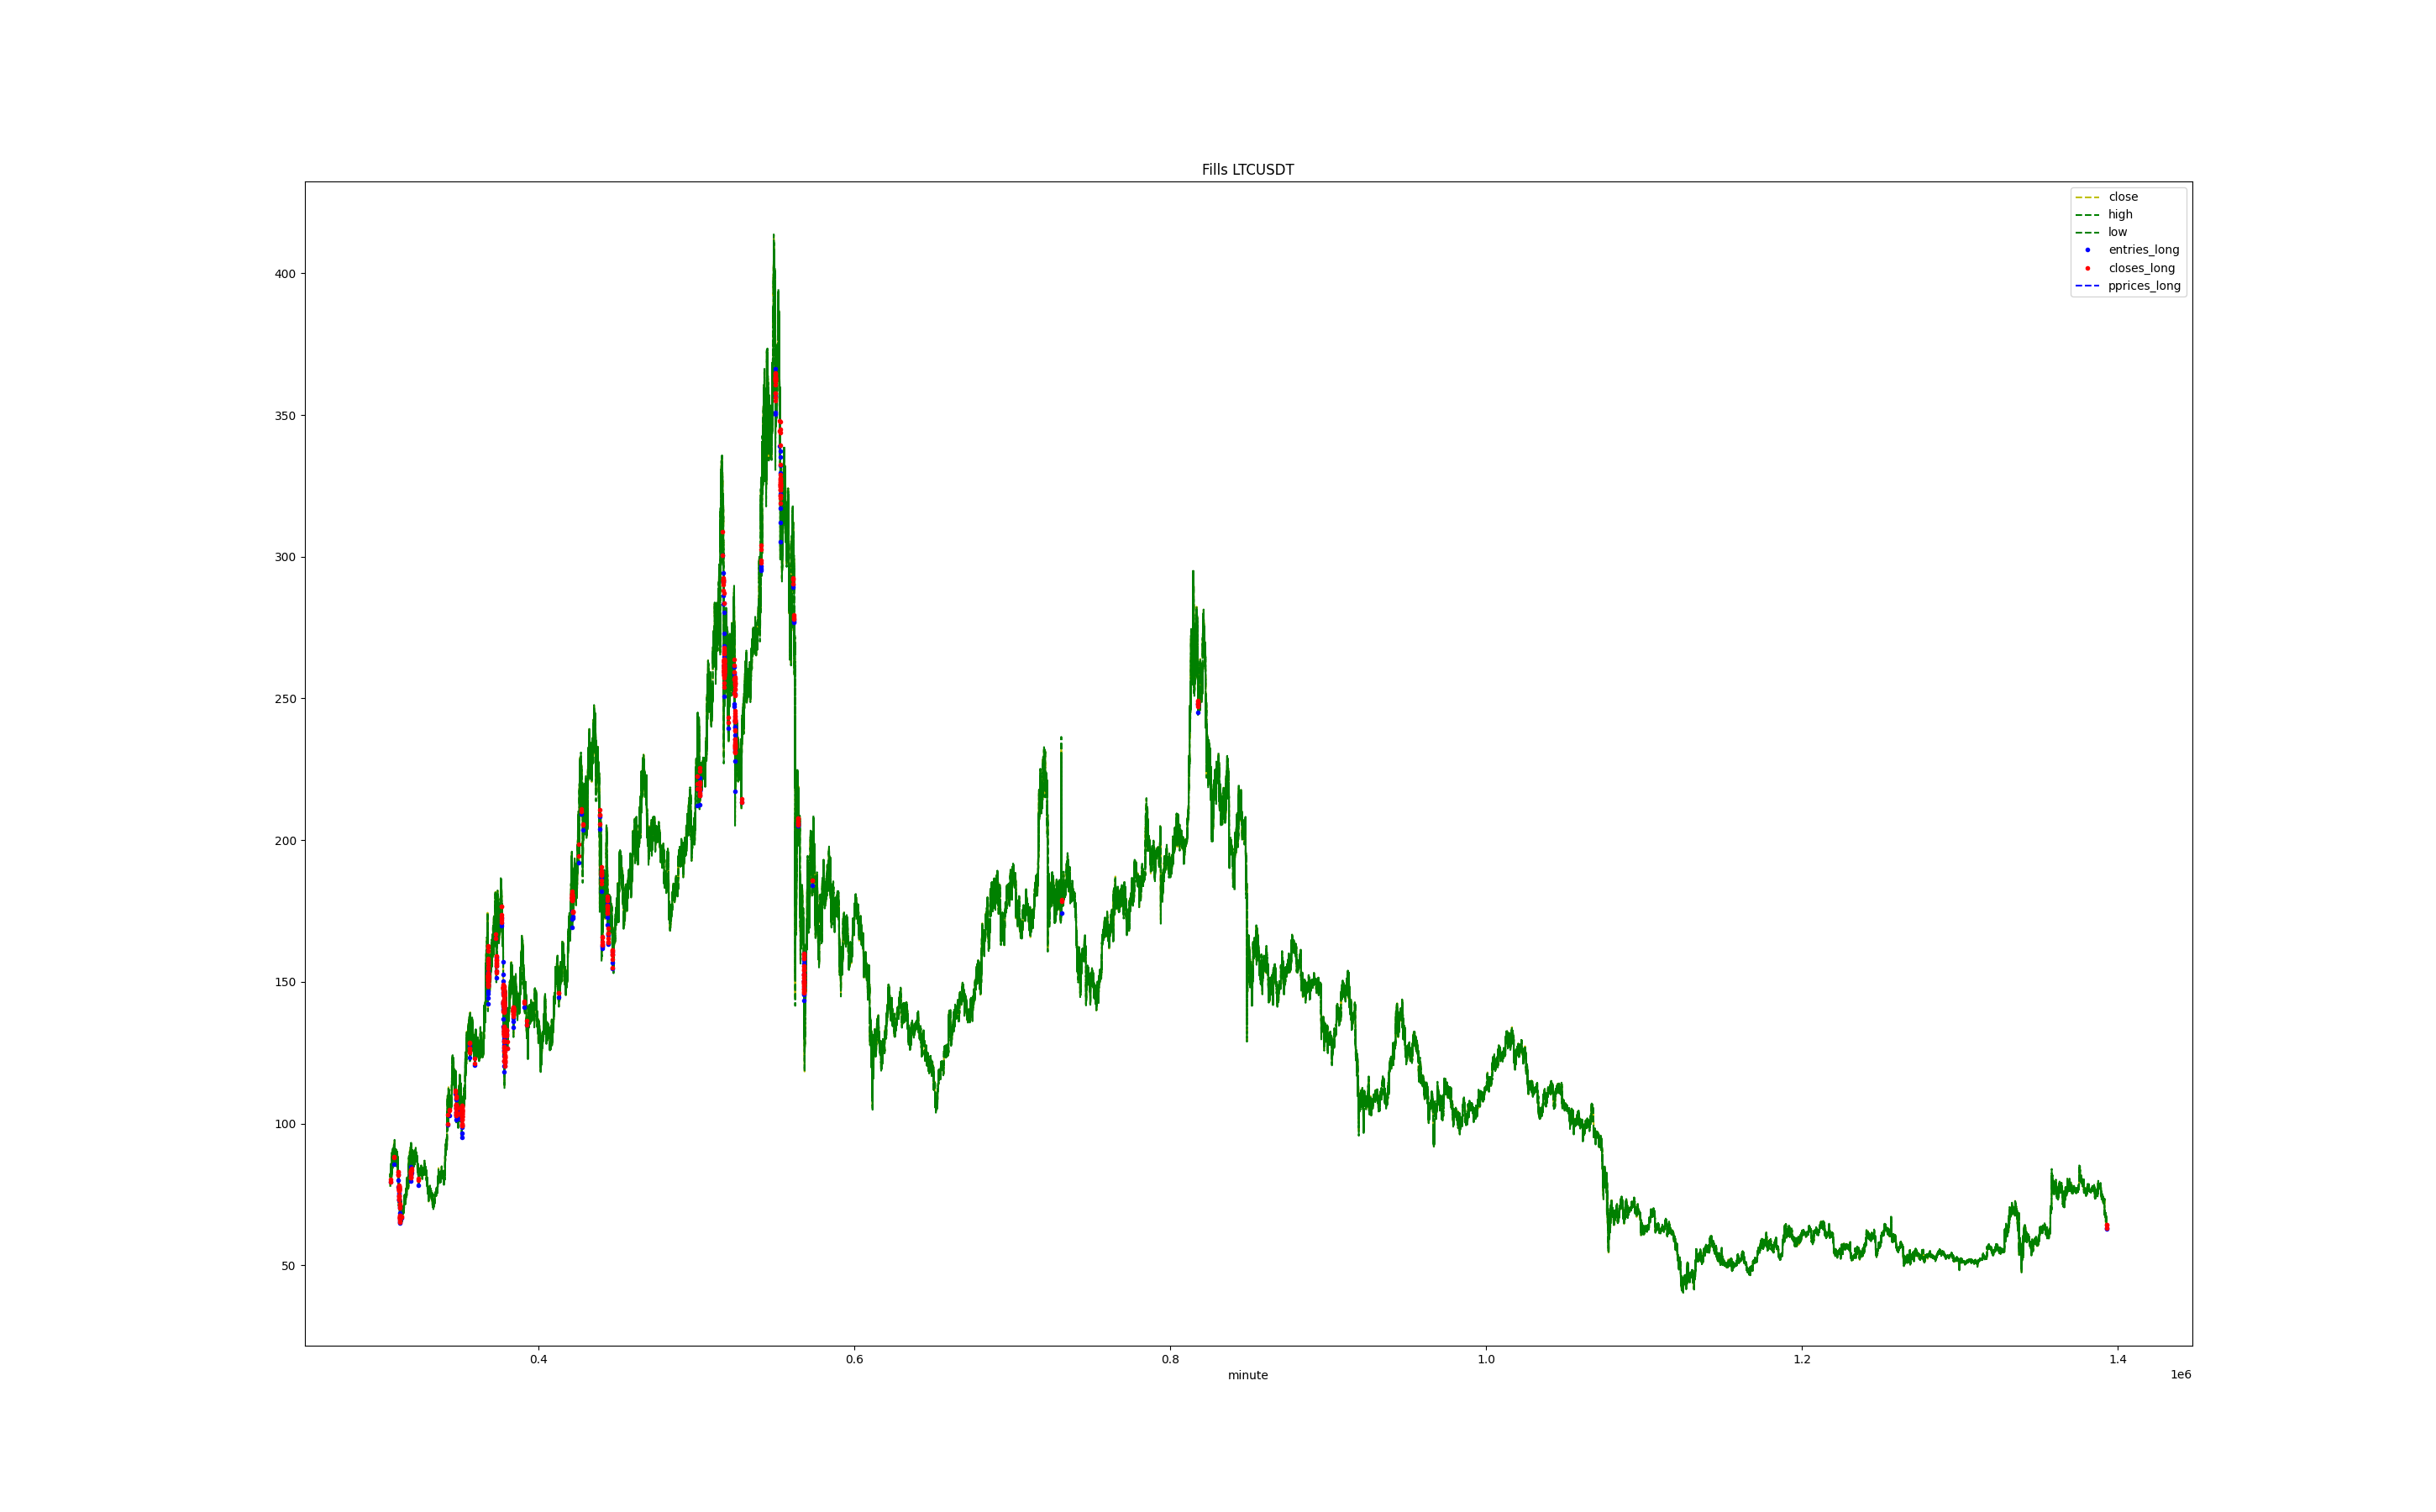 Fills LTCUSDT
close
high
low
entries_long
closes_long
pprices_long
400
350
300
250
200
150
100
50
0.4 0.6 0.8 1.0 1.2 1.4
minute 1e6